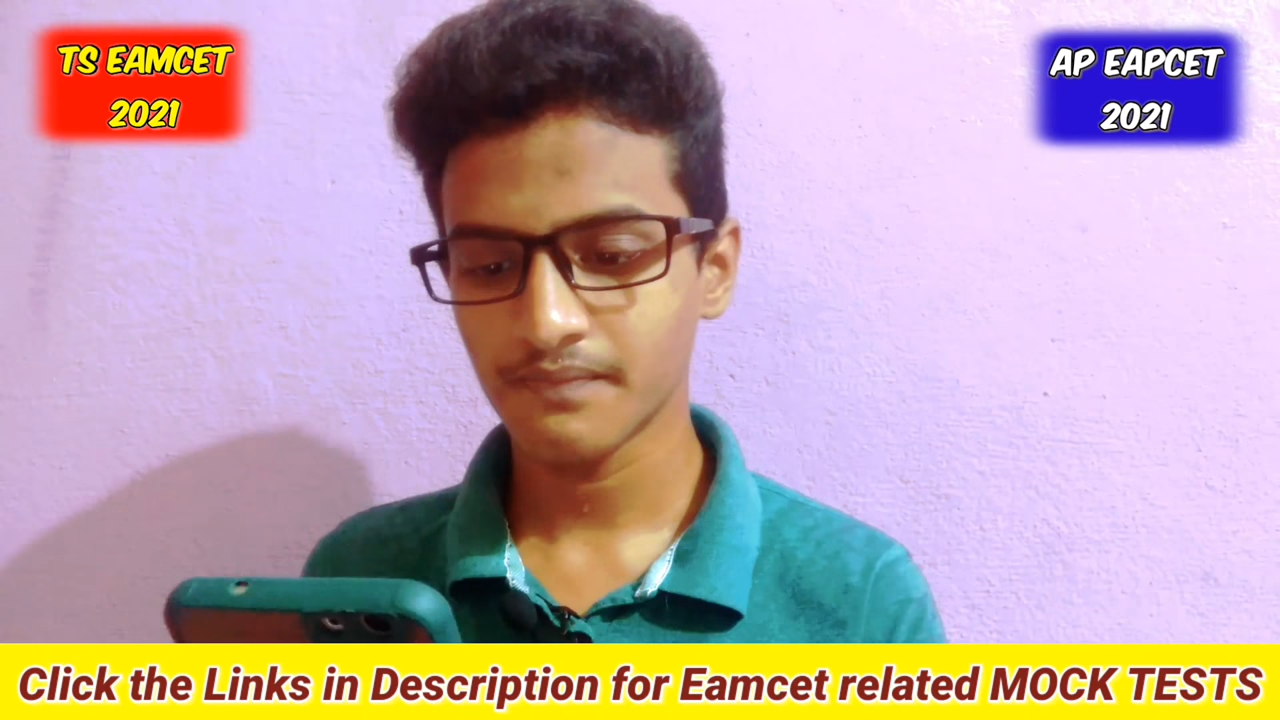 TS EAMCET
2021
AP EAPCET
2021
Click the Links in Description for Eamcet related MOCK TESTS